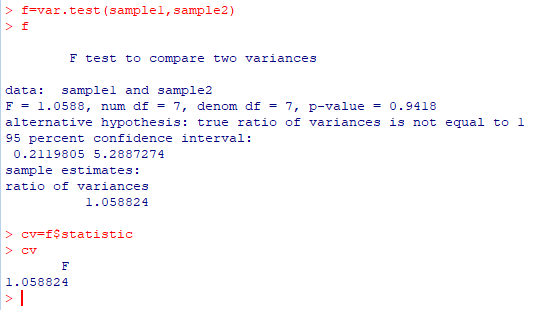 > f=var.test(sample1,sample2)
> f
F test to compare two variances
data:  sample1 and sample2
F = 1.0588, num df = 7, denom df = 7, p-value = 0.9418
alternative hypothesis: true ratio of variances is not equal to 1
95 percent confidence interval:
0.2119805 5.2887274
sample estimates:
ratio of variances
1.058824
> cv=f$statistic
> cv
F
1.058824
>